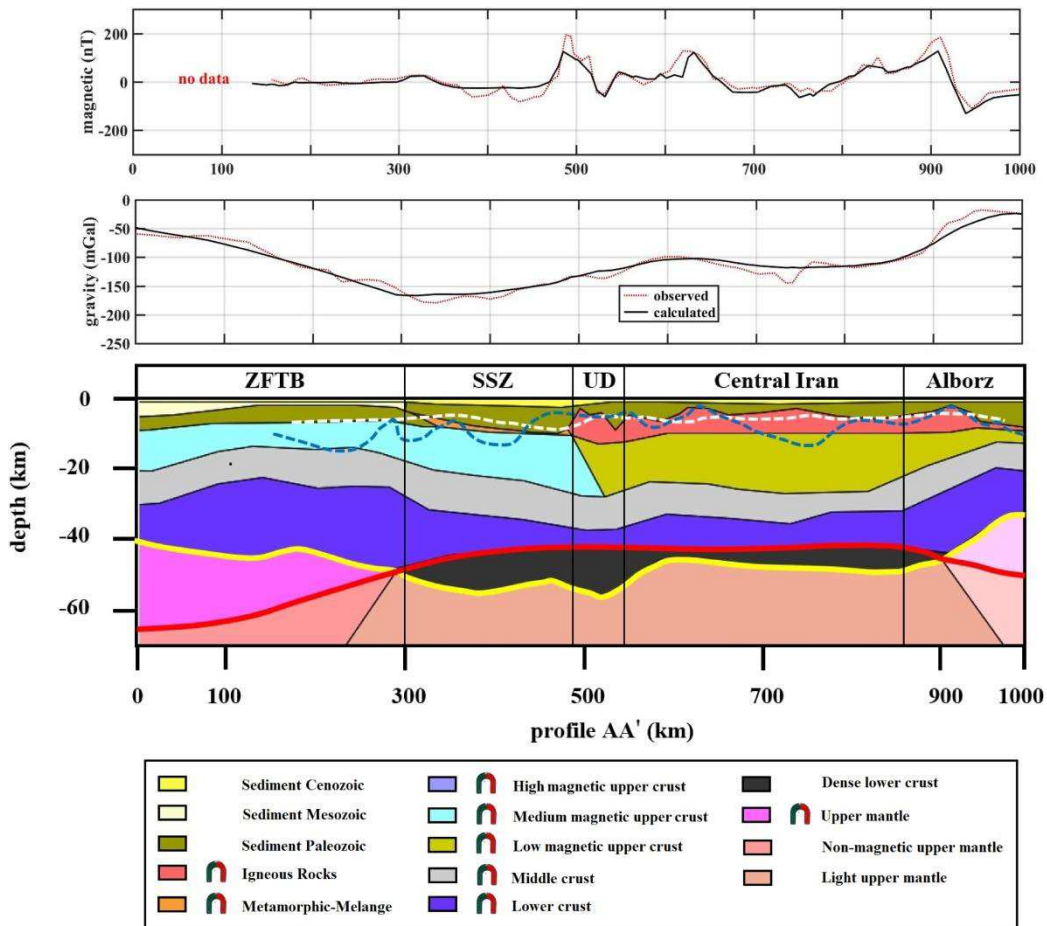 magnetic (nT)
200
0
-200
no data
0 100 200 300 400 500 600 700 800 900 1000
gravity (mGal)
0
-50
-100
-150
-200
-250
observed
calculated
ZFTB SSZ UD Central Iran Alborz
depth (km)
0
-20
-40
-60
0 100 300 500 700 900 1000
profile AA' (km)
Sediment Cenozoic
Sediment Mesozoic
Sediment Paleozoic
Igneous Rocks
Metamorphic-Melange
High magnetic upper crust
Medium magnetic upper crust
Low magnetic upper crust
Middle crust
Lower crust
Dense lower crust
Upper mantle
Non-magnetic upper mantle
Light upper mantle